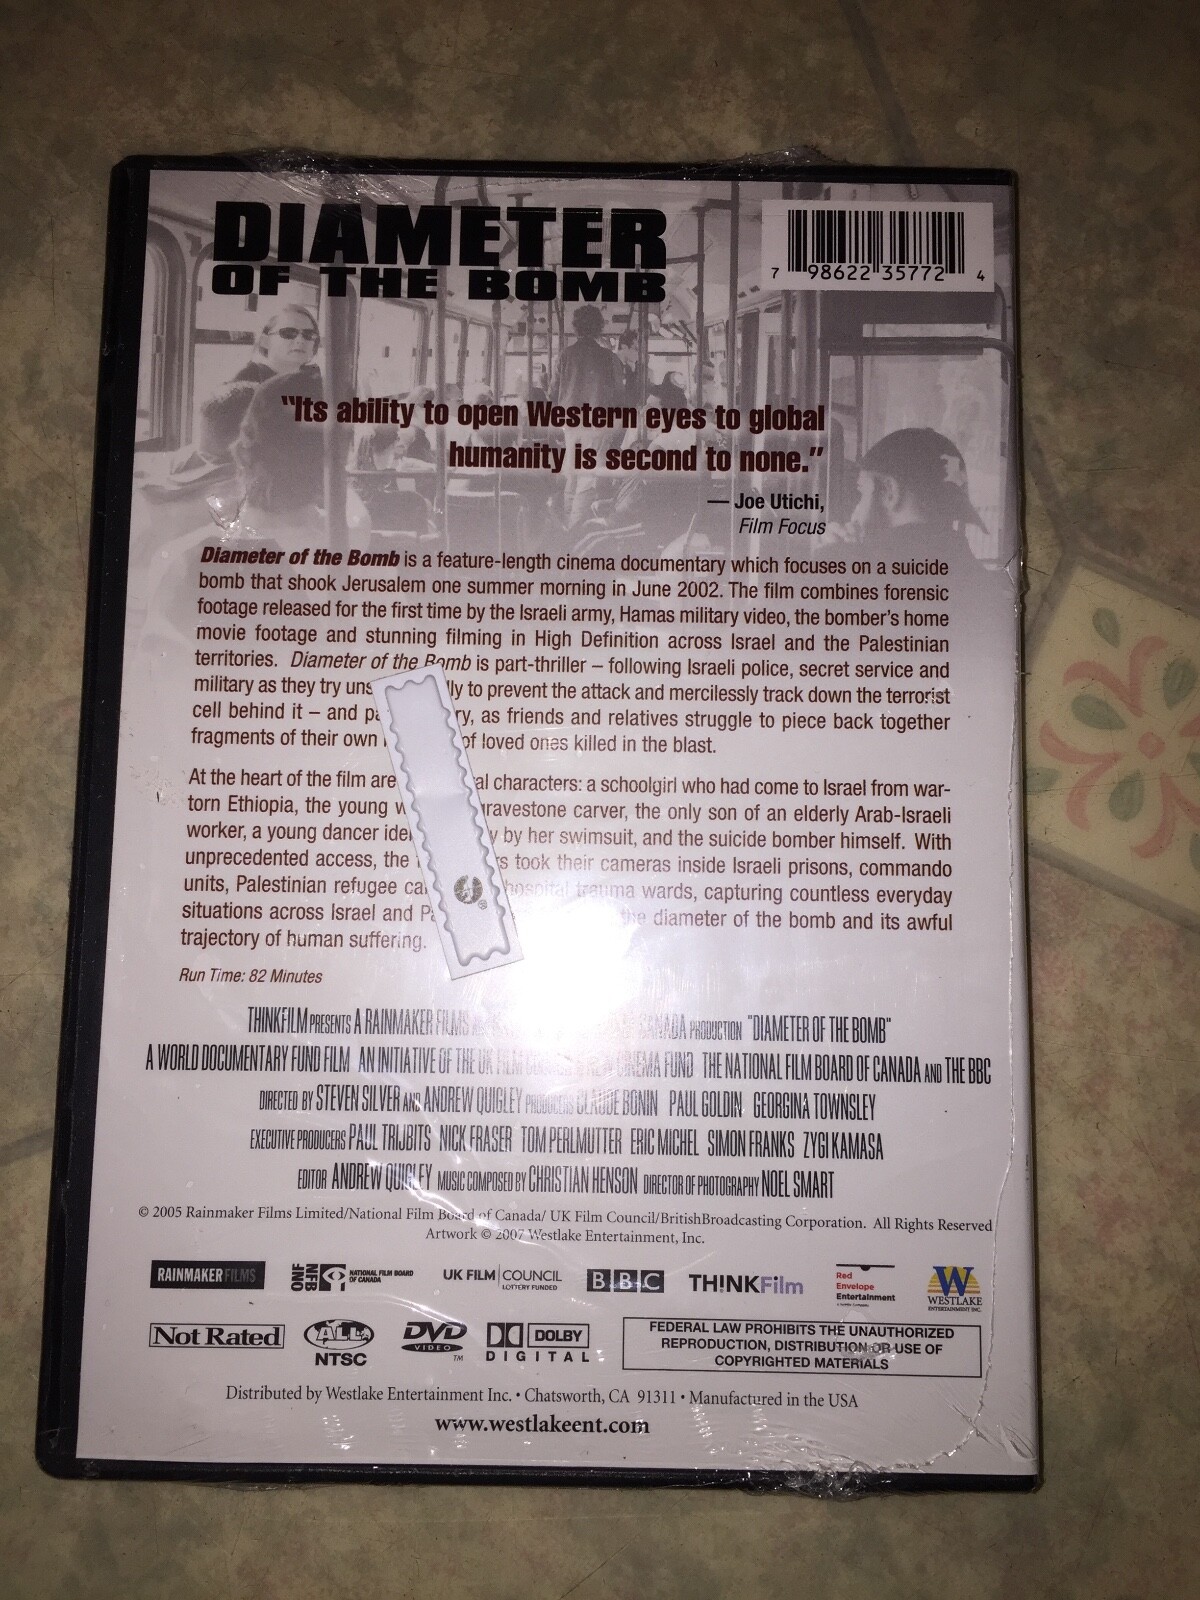 DIAMETER
OF THE BOMB
7 98622 35772 4
"Its ability to open Western eyes to global
humanity is second to none."
— Joe Utichi,
Film Focus
Diameter of the Bomb is a feature-length cinema documentary which focuses on a suicide
bomb that shook Jerusalem one summer morning in June 2002. The film combines forensic
footage released for the first time by the Israeli army, Hamas military video, the bomber's home
movie footage and stunning filming in High Definition across Israel and the Palestinian
territories. Diameter of the Bomb is part-thriller – following Israeli police, secret service and
military as they try uns lly to prevent the attack and mercilessly track down the terrorist
cell behind it – and pa ry, as friends and relatives struggle to piece back together
fragments of their own of loved ones killed in the blast.
At the heart of the film are al characters: a schoolgirl who had come to Israel from war-
torn Ethiopia, the young gravestone carver, the only son of an elderly Arab-Israeli
worker, a young dancer iden y by her swimsuit, and the suicide bomber himself. With
unprecedented access, the rs took their cameras inside Israeli prisons, commando
units, Palestinian refugee ca hospital trauma wards, capturing countless everyday
situations across Israel and the diameter of the bomb and its awful
trajectory of human suffering.
Run Time: 82 Minutes
THINKFILM PRESENTS A RAINMAKER FILMS CANADA PRODUCTION "DIAMETER OF THE BOMB"
A WORLD DOCUMENTARY FUND FILM AN INITIATIVE OF THE UK FILM COUNCIL NEW CINEMA FUND THE NATIONAL FILM BOARD OF CANADA AND THE BBC
DIRECTED BY STEVEN SILVER AND ANDREW QUIGLEY PRODUCERS CLAUDE BONIN PAUL GOLDIN GEORGINA TOWNSLEY
EXECUTIVE PRODUCERS PAUL TRIJBITS NICK FRASER TOM PERLMUTTER ERIC MICHEL SIMON FRANKS ZYGI KAMASA
EDITOR ANDREW QUIGLEY MUSIC COMPOSED BY CHRISTIAN HENSON DIRECTOR OF PHOTOGRAPHY NOEL SMART
© 2005 Rainmaker Films Limited/National Film Board of Canada/ UK Film Council/BritishBroadcasting Corporation. All Rights Reserved
Artwork © 2007 Westlake Entertainment, Inc.
RAINMAKER FILMS
ONF NFB NATIONAL FILM BOARD
OF CANADA
UK FILM COUNCIL
LOTTERY FUNDED
BBC
TH!NKFilm
Red
Envelope
Entertainment
WESTLAKE
ENTERTAINMENT INC.
Not Rated
ALL
NTSC
DVD
VIDEO
TM
DOLBY
DIGITAL
FEDERAL LAW PROHIBITS THE UNAUTHORIZED
REPRODUCTION, DISTRIBUTION OR USE OF
COPYRIGHTED MATERIALS
Distributed by Westlake Entertainment Inc. • Chatsworth, CA 91311 • Manufactured in the USA
www.westlakeent.com